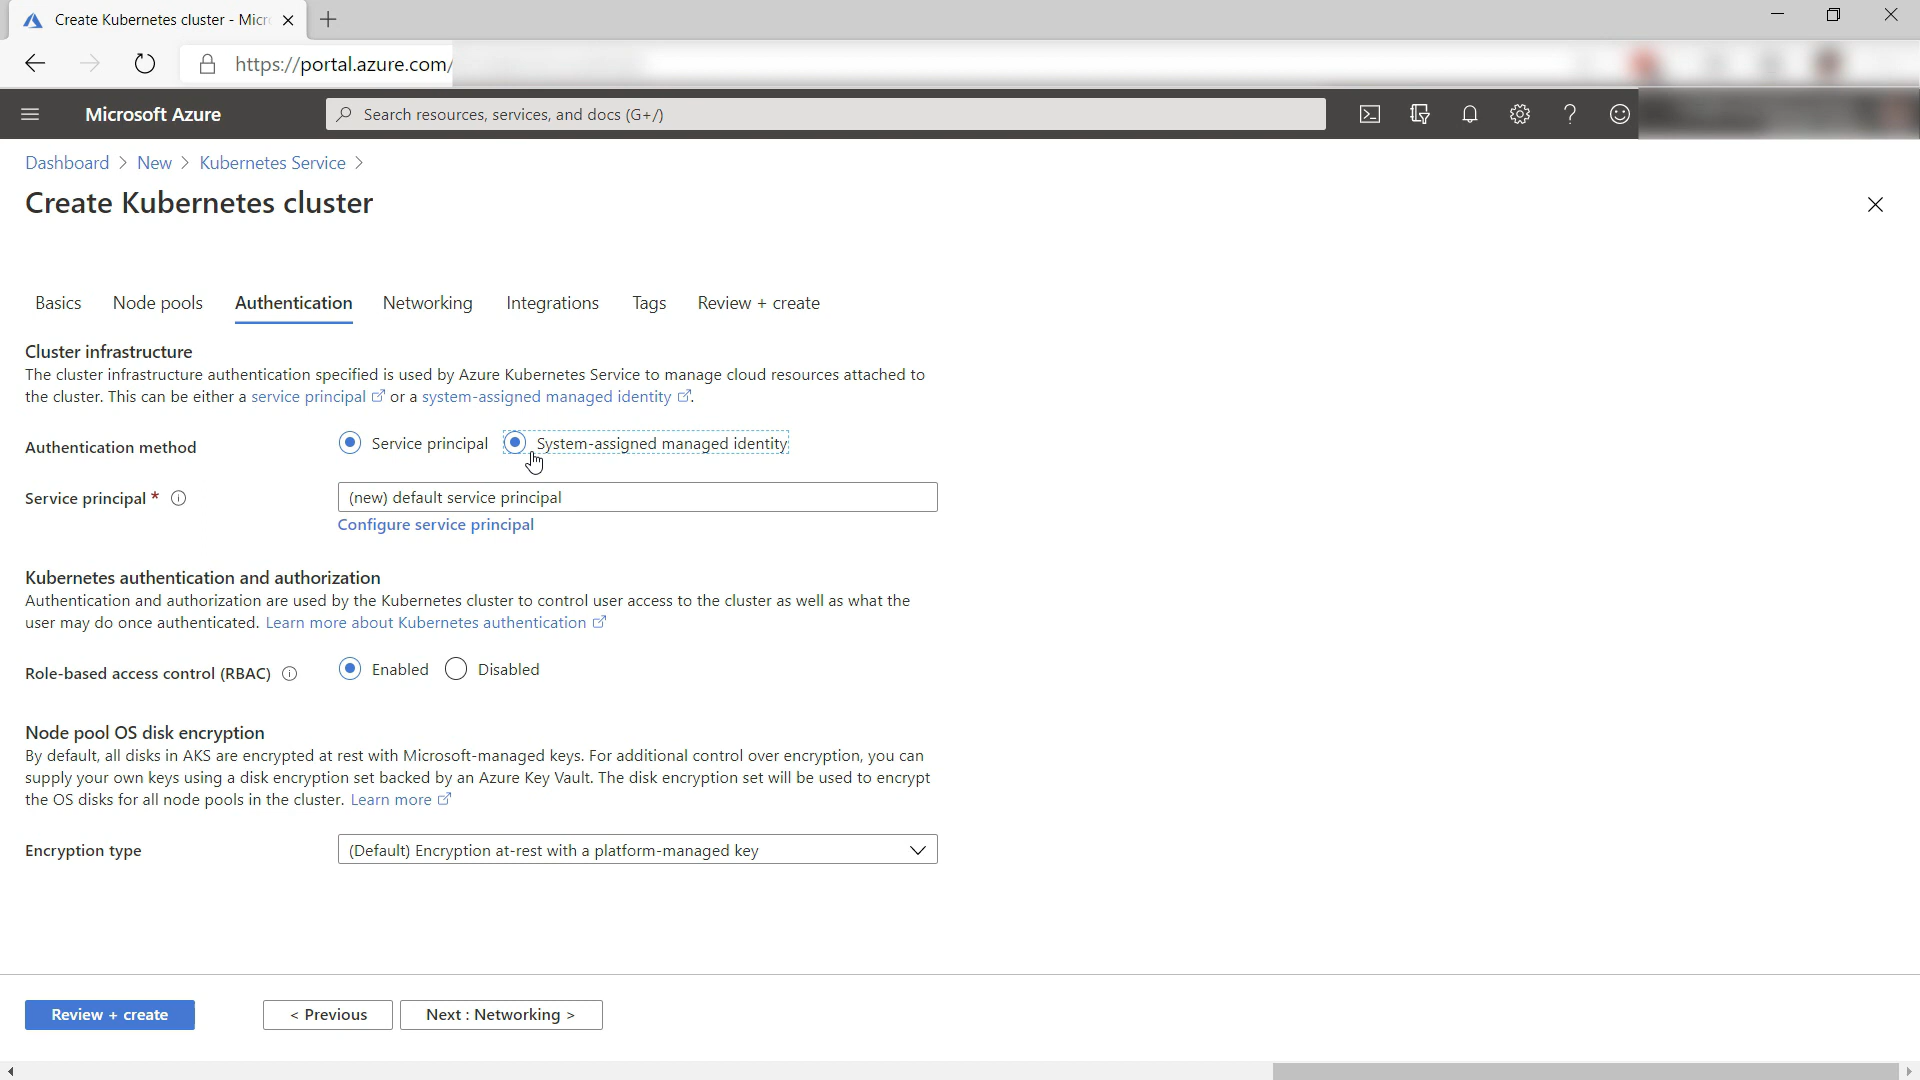 Create Kubernetes cluster - Micr
https://portal.azure.com/
Microsoft Azure
Search resources, services, and docs (G+/)
Dashboard > New > Kubernetes Service >
Create Kubernetes cluster
Basics Node pools Authentication Networking Integrations Tags Review + create
Cluster infrastructure
The cluster infrastructure authentication specified is used by Azure Kubernetes Service to manage cloud resources attached to
the cluster. This can be either a service principal or a system-assigned managed identity .
Authentication method Service principal System-assigned managed identity
Service principal * (new) default service principal
Configure service principal
Kubernetes authentication and authorization
Authentication and authorization are used by the Kubernetes cluster to control user access to the cluster as well as what the
user may do once authenticated. Learn more about Kubernetes authentication
Role-based access control (RBAC) Enabled Disabled
Node pool OS disk encryption
By default, all disks in AKS are encrypted at rest with Microsoft-managed keys. For additional control over encryption, you can
supply your own keys using a disk encryption set backed by an Azure Key Vault. The disk encryption set will be used to encrypt
the OS disks for all node pools in the cluster. Learn more
Encryption type (Default) Encryption at-rest with a platform-managed key
Review + create < Previous Next : Networking >